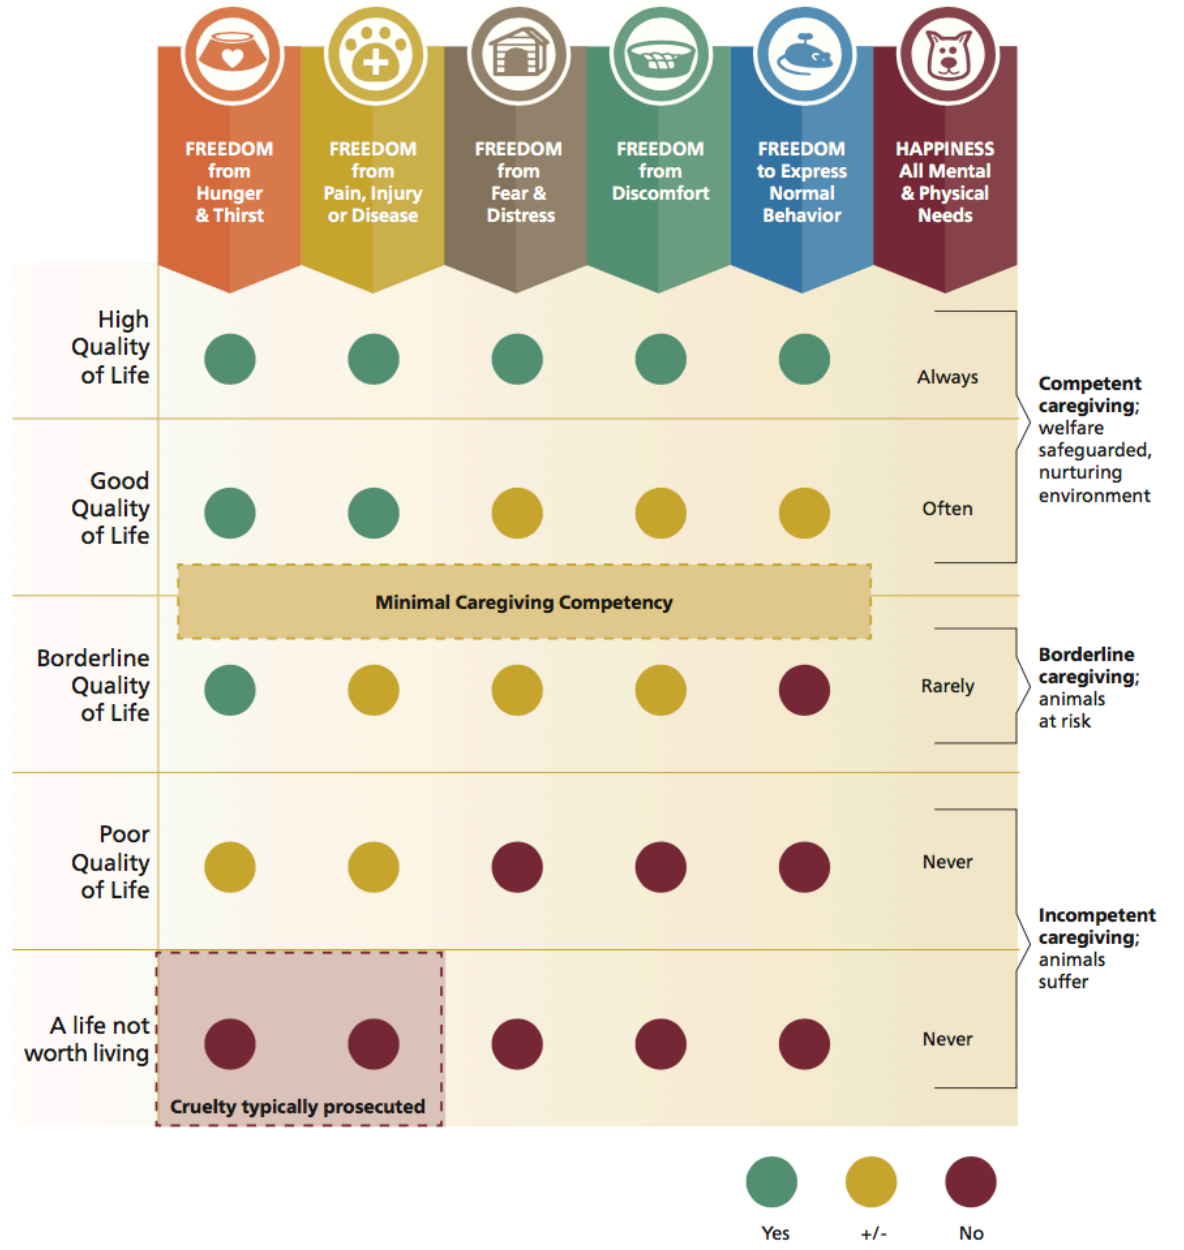 FREEDOM
from
Hunger
& Thirst
FREEDOM
from
Pain, Injury
or Disease
FREEDOM
from
Fear &
Distress
FREEDOM
from
Discomfort
FREEDOM
to Express
Normal
Behavior
HAPPINESS
All Mental
& Physical
Needs
High
Quality
of Life
Always
Competent
caregiving;
welfare
safeguarded,
nurturing
environment
Good
Quality
of Life
Often
Minimal Caregiving Competency
Borderline
Quality
of Life
Rarely
Borderline
caregiving;
animals
at risk
Poor
Quality
of Life
Never
Incompetent
caregiving;
animals
suffer
A life not
worth living
Never
Cruelty typically prosecuted
Yes
+/-
No